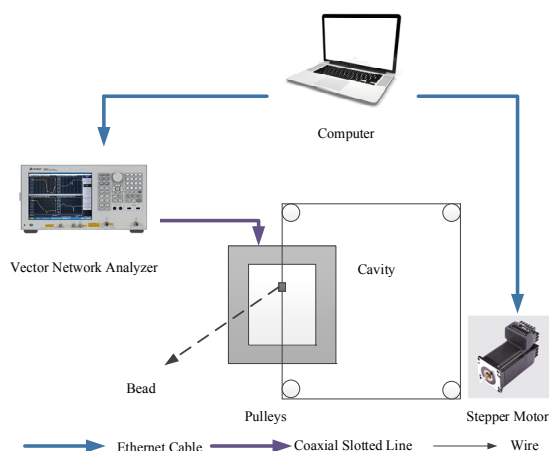 Computer
Vector Network Analyzer
Cavity
Bead
Pulleys
Stepper Motor
Ethernet Cable
Coaxial Slotted Line
Wire